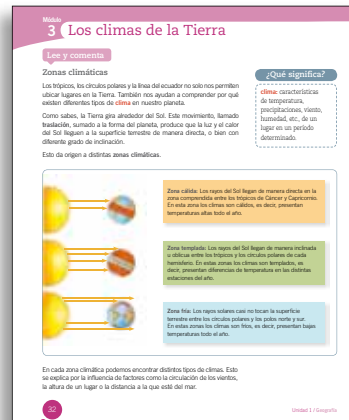 Módulo
3 Los climas de la Tierra
Lee y comenta
Zonas climáticas
Los trópicos, los círculos polares y la línea del ecuador no solo nos permiten
ubicar lugares en la Tierra. También nos ayudan a comprender por qué
existen diferentes tipos de clima en nuestro planeta.
Como sabes, la Tierra gira alrededor del Sol. Este movimiento, llamado
traslación, sumado a la forma del planeta, produce que la luz y el calor
del Sol lleguen a la superficie terrestre de manera directa, o bien con
diferente grado de inclinación.
Esto da origen a distintas zonas climáticas.
¿Qué significa?
clima: características
de temperatura,
precipitaciones, viento,
humedad, etc., de un
lugar en un período
determinado.
Zona cálida: Los rayos del Sol llegan de manera directa en la
zona comprendida entre los trópicos de Cáncer y Capricornio.
En esta zona los climas son cálidos, es decir, presentan
temperaturas altas todo el año.
Zona templada: Los rayos del Sol llegan de manera inclinada
u oblicua entre los trópicos y los círculos polares de cada
hemisferio. En estas zonas los climas son templados, es
decir, presentan diferencias de temperatura en las distintas
estaciones del año.
Zona fría: Los rayos solares casi no tocan la superficie
terrestre entre los círculos polares y los polos norte y sur.
En estas zonas los climas son fríos, es decir, presentan bajas
temperaturas todo el año.
En cada zona climática podemos encontrar distintos tipos de climas. Esto
se explica por la influencia de factores como la circulación de los vientos,
la altura de un lugar o la distancia a la que esté del mar.
32
Unidad 1 / Geografía